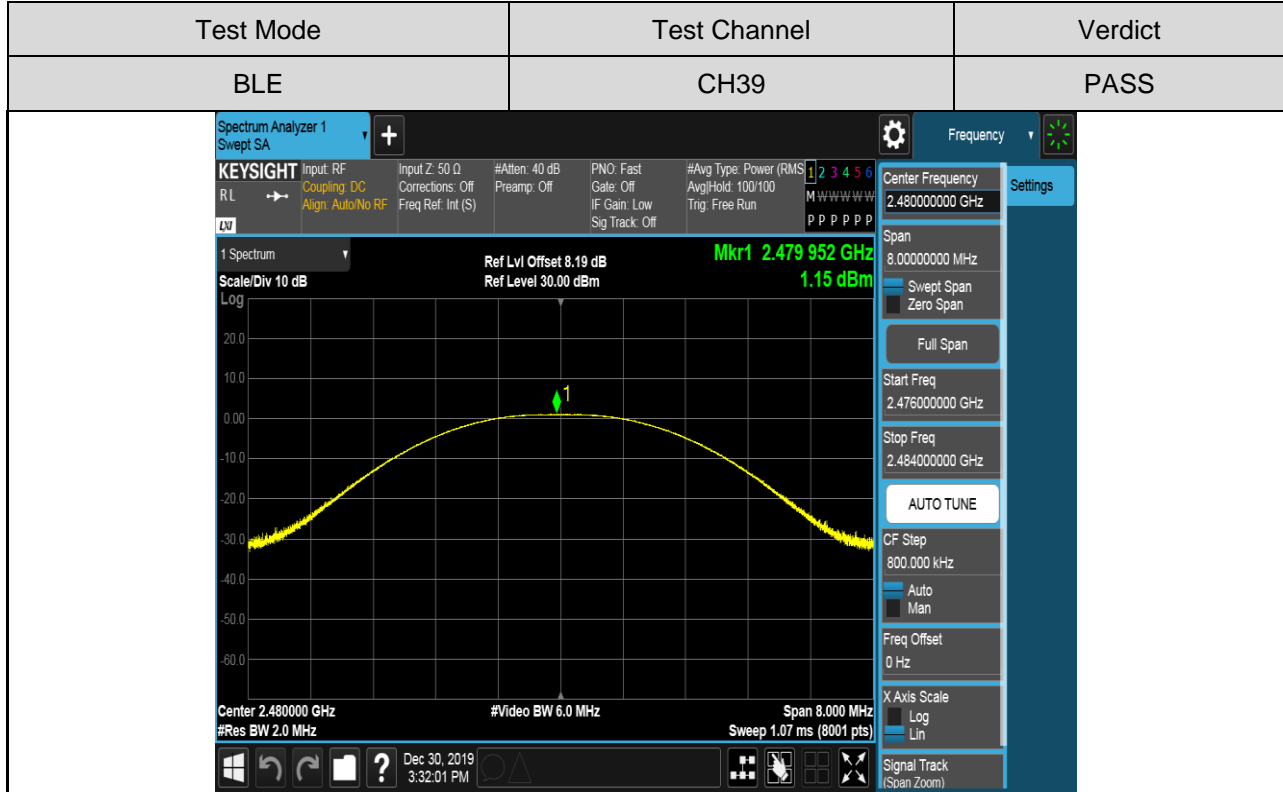 Test Mode Test Channel Verdict
BLE CH39 PASS
Spectrum Analyzer 1
Swept SA
+
Frequency
KEYSIGHT
R L
LXI
Input: RF
Coupling: DC
Align: Auto/No RF
Input Z: 50 Ω
Corrections: Off
Freq Ref: Int (S)
#Atten: 40 dB
Preamp: Off
PNO: Fast
Gate: Off
IF Gain: Low
Sig Track: Off
#Avg Type: Power (RMS
Avg|Hold: 100/100
Trig: Free Run
1 2 3 4 5 6
M W W W W W
P P P P P P
1 Spectrum
Scale/Div 10 dB
Log
Ref Lvl Offset 8.19 dB
Ref Level 30.00 dBm
Mkr1 2.479 952 GHz
1.15 dBm
20.0
10.0
0.00
-10.0
-20.0
-30.0
-40.0
-50.0
-60.0
1
Center 2.480000 GHz
#Res BW 2.0 MHz
#Video BW 6.0 MHz
Span 8.000 MHz
Sweep 1.07 ms (8001 pts)
Center Frequency
2.480000000 GHz
Settings
Span
8.00000000 MHz
Swept Span
Zero Span
Full Span
Start Freq
2.476000000 GHz
Stop Freq
2.484000000 GHz
AUTO TUNE
CF Step
800.000 kHz
Auto
Man
Freq Offset
0 Hz
X Axis Scale
Log
Lin
Signal Track
(Span Zoom)
?
Dec 30, 2019
3:32:01 PM